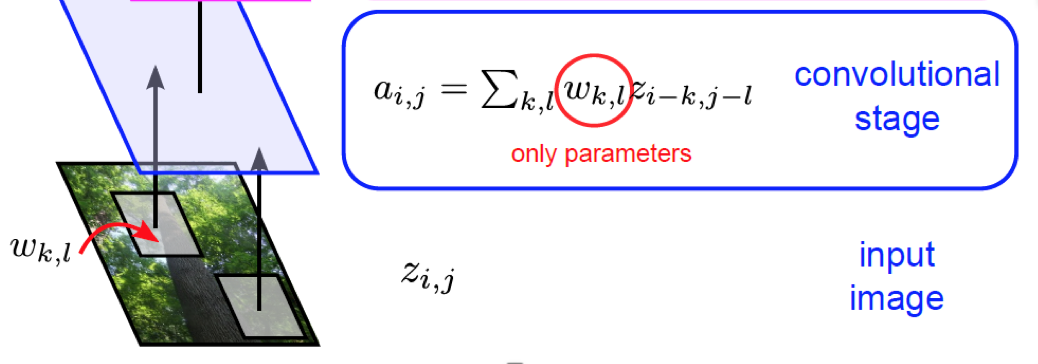 a_{i,j} = \sum_{k,l} w_{k,l} z_{i-k,j-l}
convolutional
stage
only parameters
w_{k,l}
z_{i,j}
input
image